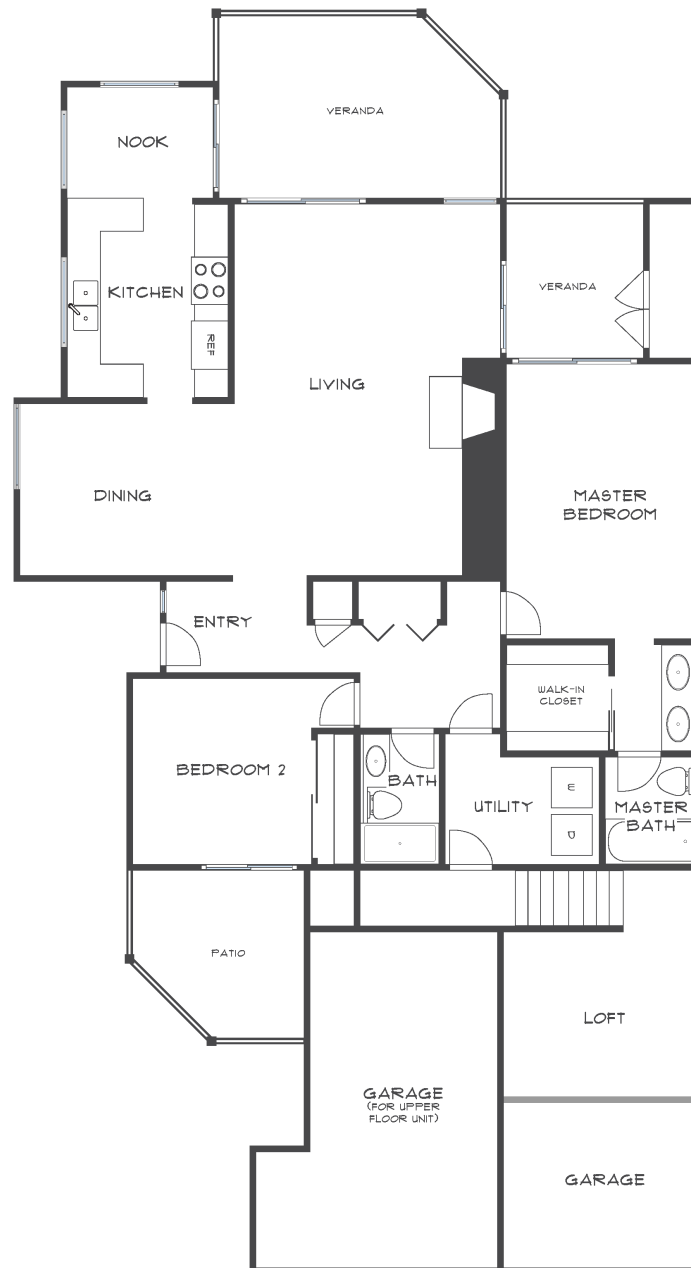 VERANDA
NOOK
KITCHEN
VERANDA
REF
LIVING
DINING
MASTER
BEDROOM
ENTRY
WALK-IN
CLOSET
BEDROOM 2
BATH
UTILITY
W
D
MASTER
BATH
PATIO
LOFT
GARAGE
(FOR UPPER
FLOOR UNIT)
GARAGE